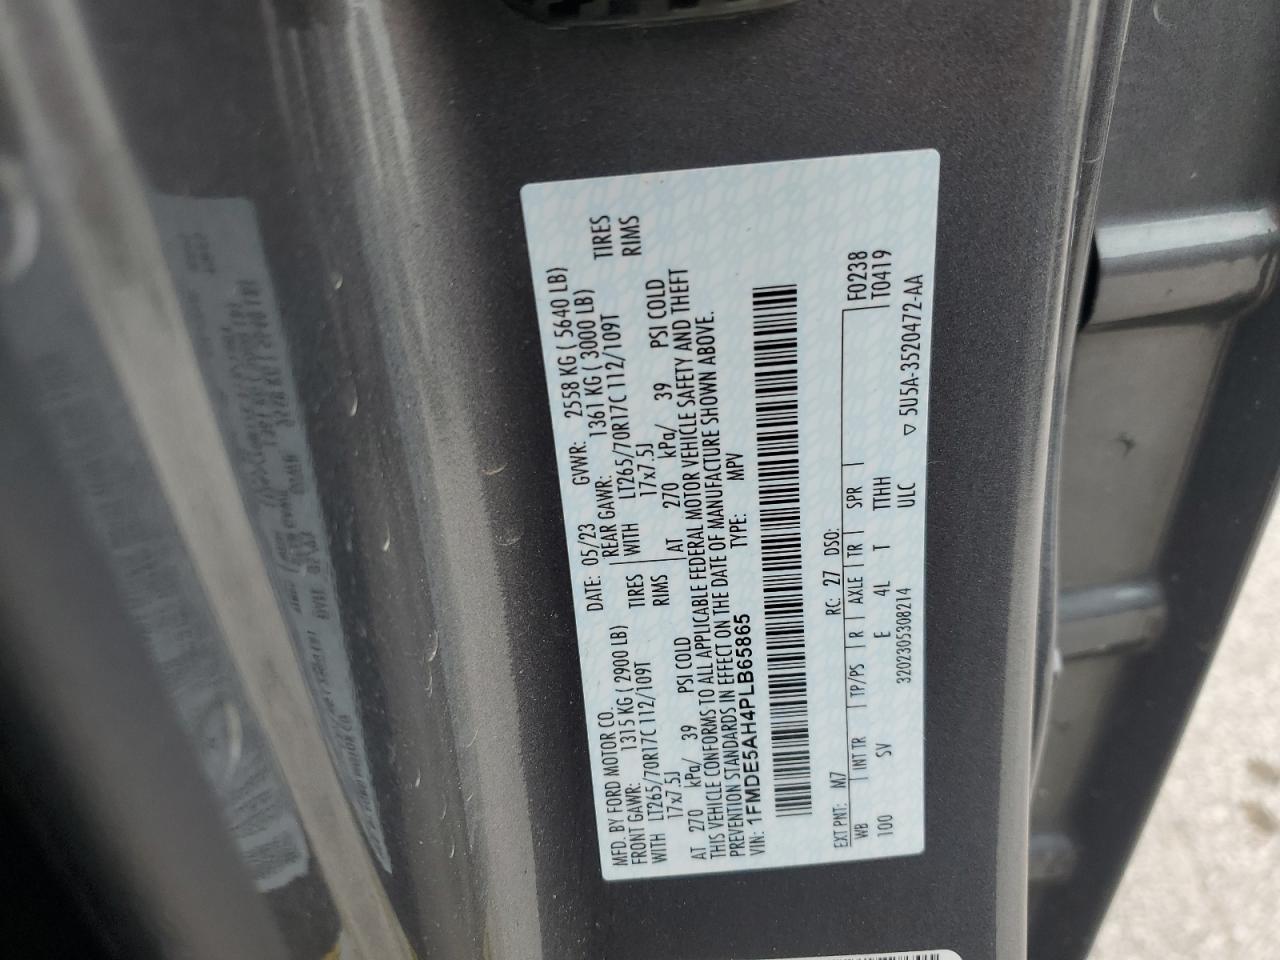 MFD. BY FORD MOTOR CO. DATE: 05/23 GVWR: 2558 KG ( 5640 LB)
FRONT GAWR: 1315 KG ( 2900 LB) REAR GAWR: 1361 KG ( 3000 LB)
WITH LT265/70R17C 112/109T TIRES WITH LT265/70R17C 112/109T TIRES
17x7.5J RIMS 17x7.5J RIMS
AT 270 kPa/ 39 PSI COLD AT 270 kPa/ 39 PSI COLD
THIS VEHICLE CONFORMS TO ALL APPLICABLE FEDERAL MOTOR VEHICLE SAFETY AND THEFT
PREVENTION STANDARDS IN EFFECT ON THE DATE OF MANUFACTURE SHOWN ABOVE.
VIN: 1FMDE5AH4PLB65865 TYPE: MPV
EXT PNT: M7 RC: 27 DSO: F0238
WB INT TR TP/PS R AXLE TR SPR T0419
100 SV E 4L T TTHH
3202305308214 ULC ▽ 5U5A-3520472-AA